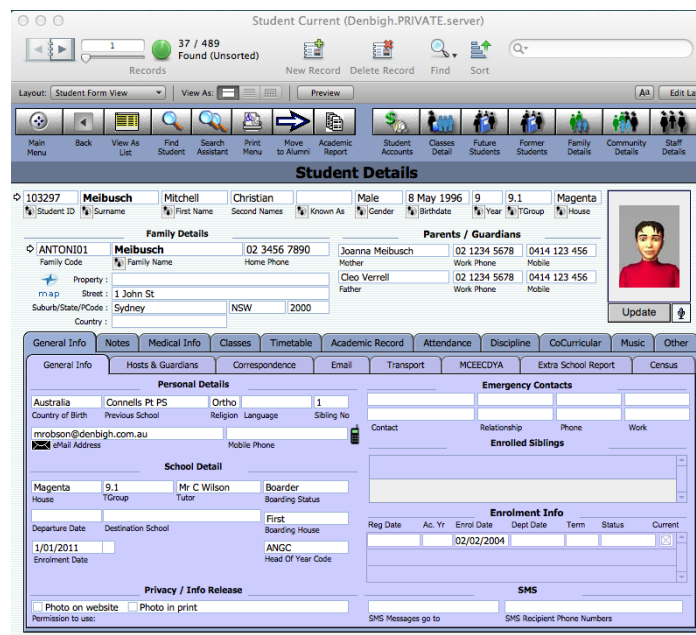 Student Current (Denbigh.PRIVATE.server)
1
37 / 489
Found (Unsorted)
Records
New Record
Delete Record
Find
Sort
Layout: Student Form View
View As:
Preview
Aa
Edit La
Main Menu
Back
View As List
Find Student
Search Assistant
Print Menu
Move to Alumni
Academic Report
Student Accounts
Classes Detail
Future Students
Former Students
Family Details
Community Details
Staff Details
Student Details
103297 Meibusch Mitchell Christian Male 8 May 1996 9 9.1 Magenta
Student ID Surname First Name Second Names Known As Gender Birthdate Year TGroup House
Family Details
ANTONI01 Meibusch 02 3456 7890
Family Code Family Name Home Phone
Property :
map Street : 1 John St
Suburb/State/PCode : Sydney NSW 2000
Country :
Parents / Guardians
Joanna Meibusch 02 1234 5678 0414 123 456
Mother Work Phone Mobile
Cleo Verrell 02 1234 5678 0414 123 456
Father Work Phone Mobile
Update
General Info Notes Medical Info Classes Timetable Academic Record Attendance Discipline CoCurricular Music Other
General Info Hosts & Guardians Correspondence Email Transport MCEECDYA Extra School Report Census
Personal Details
Australia Connells Pt PS Ortho 1
Country of Birth Previous School Religion Language Sibling No
mrobson@denbigh.com.au
eMail Address Mobile Phone
School Detail
Magenta 9.1 Mr C Wilson Boarder
House TGroup Tutor Boarding Status
First
Departure Date Destination School Boarding House
1/01/2011 ANGC
Enrolment Date Head Of Year Code
Privacy / Info Release
Photo on website Photo in print
Permission to use:
Emergency Contacts
Contact Relationship Phone Work
Enrolled Siblings
Enrolment Info
Reg Date Ac. Yr Enrol Date Dept Date Term Status Current
02/02/2004
SMS
SMS Messages go to SMS Recipient Phone Numbers